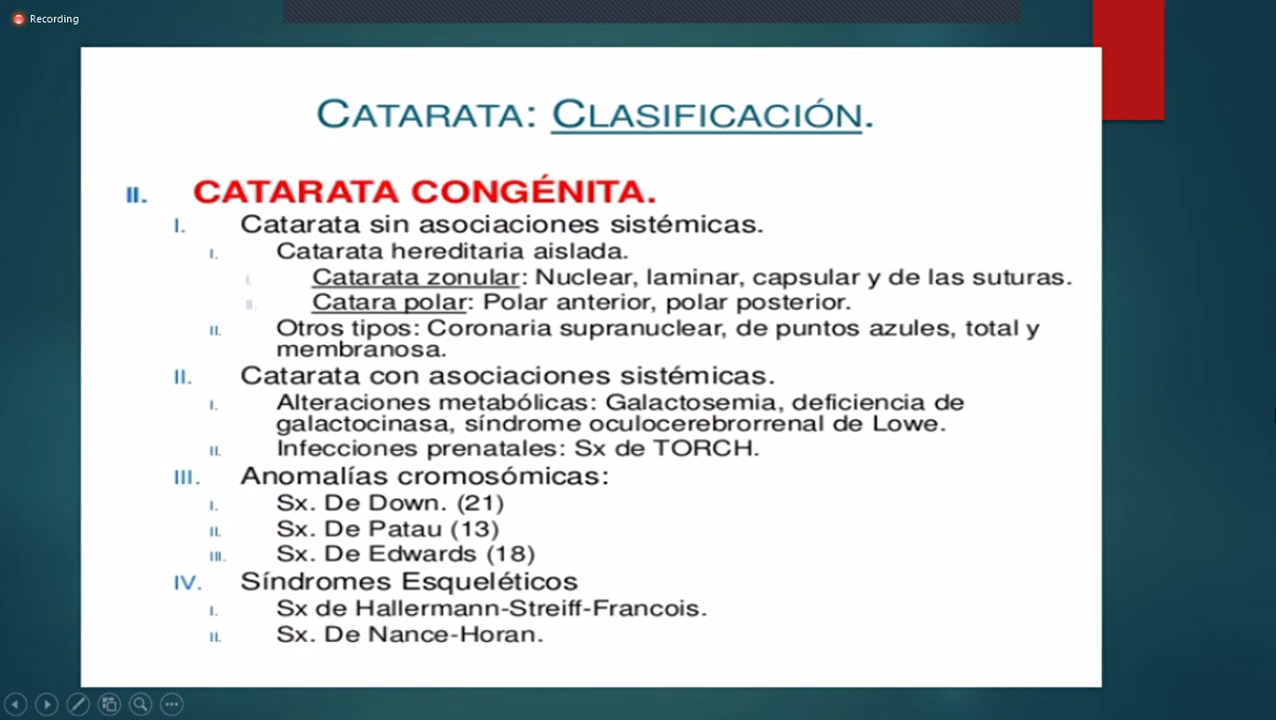 Recording
CATARATA: CLASIFICACIÓN.
II. CATARATA CONGÉNITA.
I. Catarata sin asociaciones sistémicas.
I. Catarata hereditaria aislada.
I. Catarata zonular: Nuclear, laminar, capsular y de las suturas.
II. Catara polar: Polar anterior, polar posterior.
II. Otros tipos: Coronaria supranuclear, de puntos azules, total y
membranosa.
II. Catarata con asociaciones sistémicas.
I. Alteraciones metabólicas: Galactosemia, deficiencia de
galactocinasa, síndrome oculocerebrorrenal de Lowe.
II. Infecciones prenatales: Sx de TORCH.
III. Anomalías cromosómicas:
I. Sx. De Down. (21)
II. Sx. De Patau (13)
III. Sx. De Edwards (18)
IV. Síndromes Esqueléticos
I. Sx de Hallermann-Streiff-Francois.
II. Sx. De Nance-Horan.